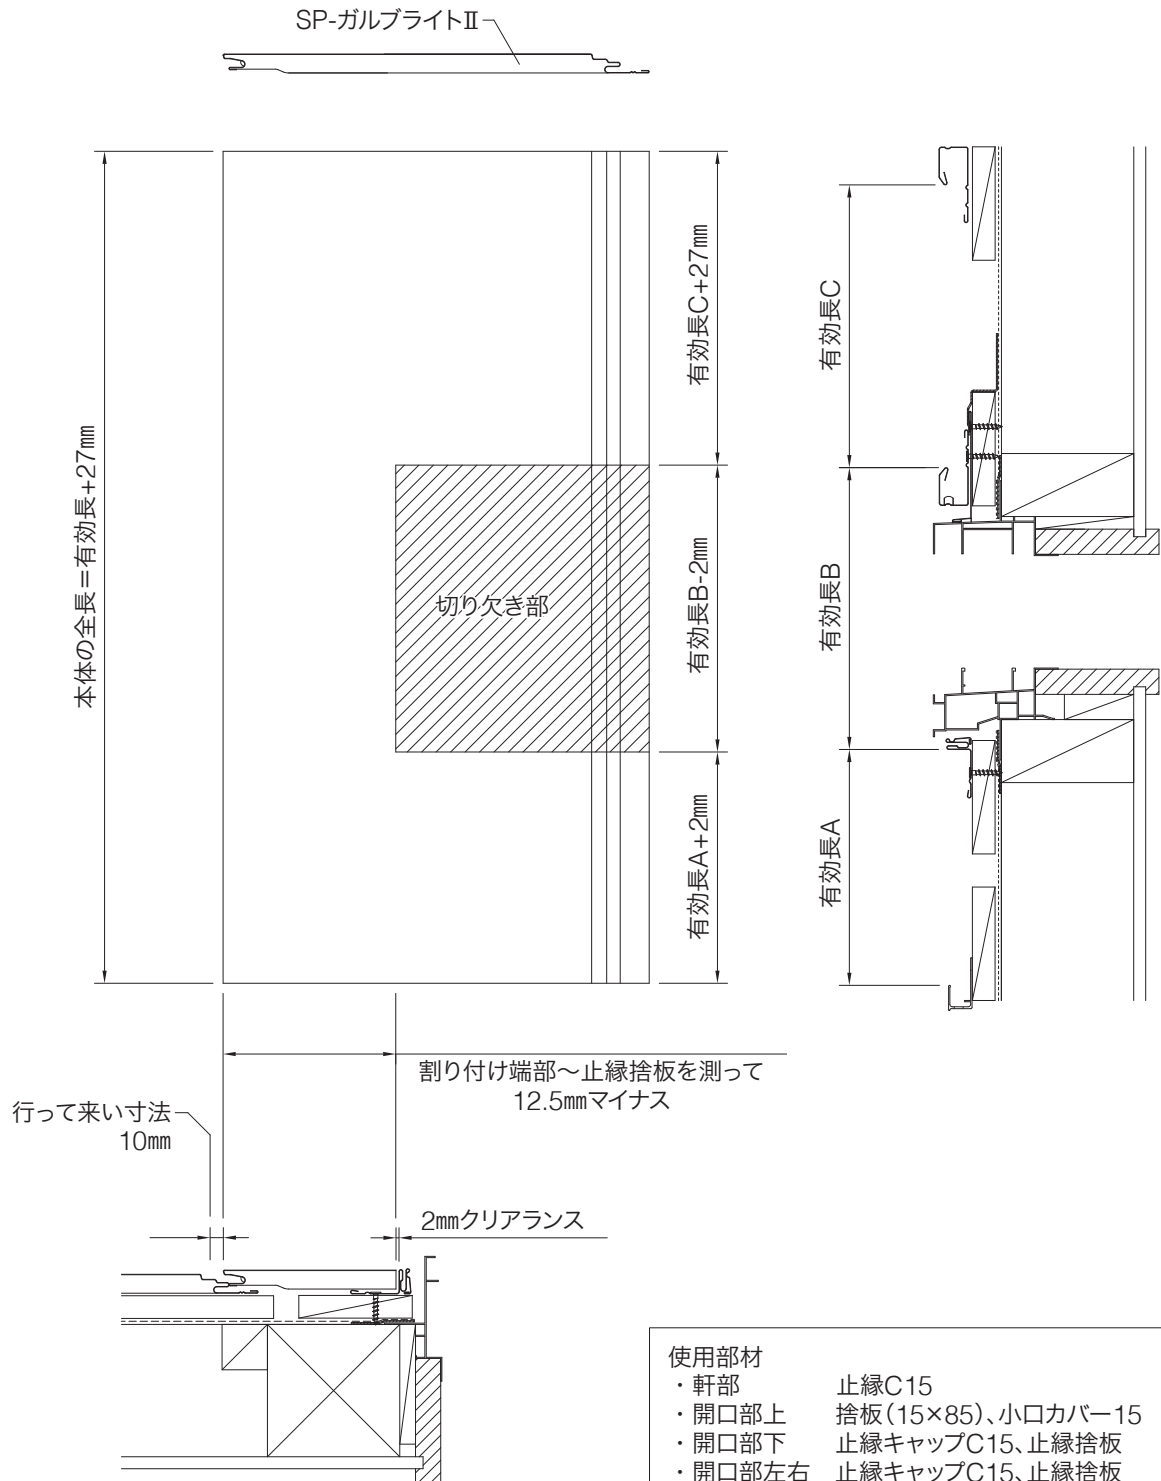 SP-ガルブライトⅡ
本体の全長=有効長+27㎜
有効長C+27㎜
有効長B-2㎜
有効長A+2㎜
切り欠き部
有効長C
有効長B
有効長A
割り付け端部～止縁捨板を測って
12.5㎜マイナス
行って来い寸法
10㎜
2㎜クリアランス
使用部材
・軒部 止縁C15
・開口部上 捨板(15×85)、小口カバー15
・開口部下 止縁キャップC15、止縁捨板
・開口部左右 止縁キャップC15、止縁捨板